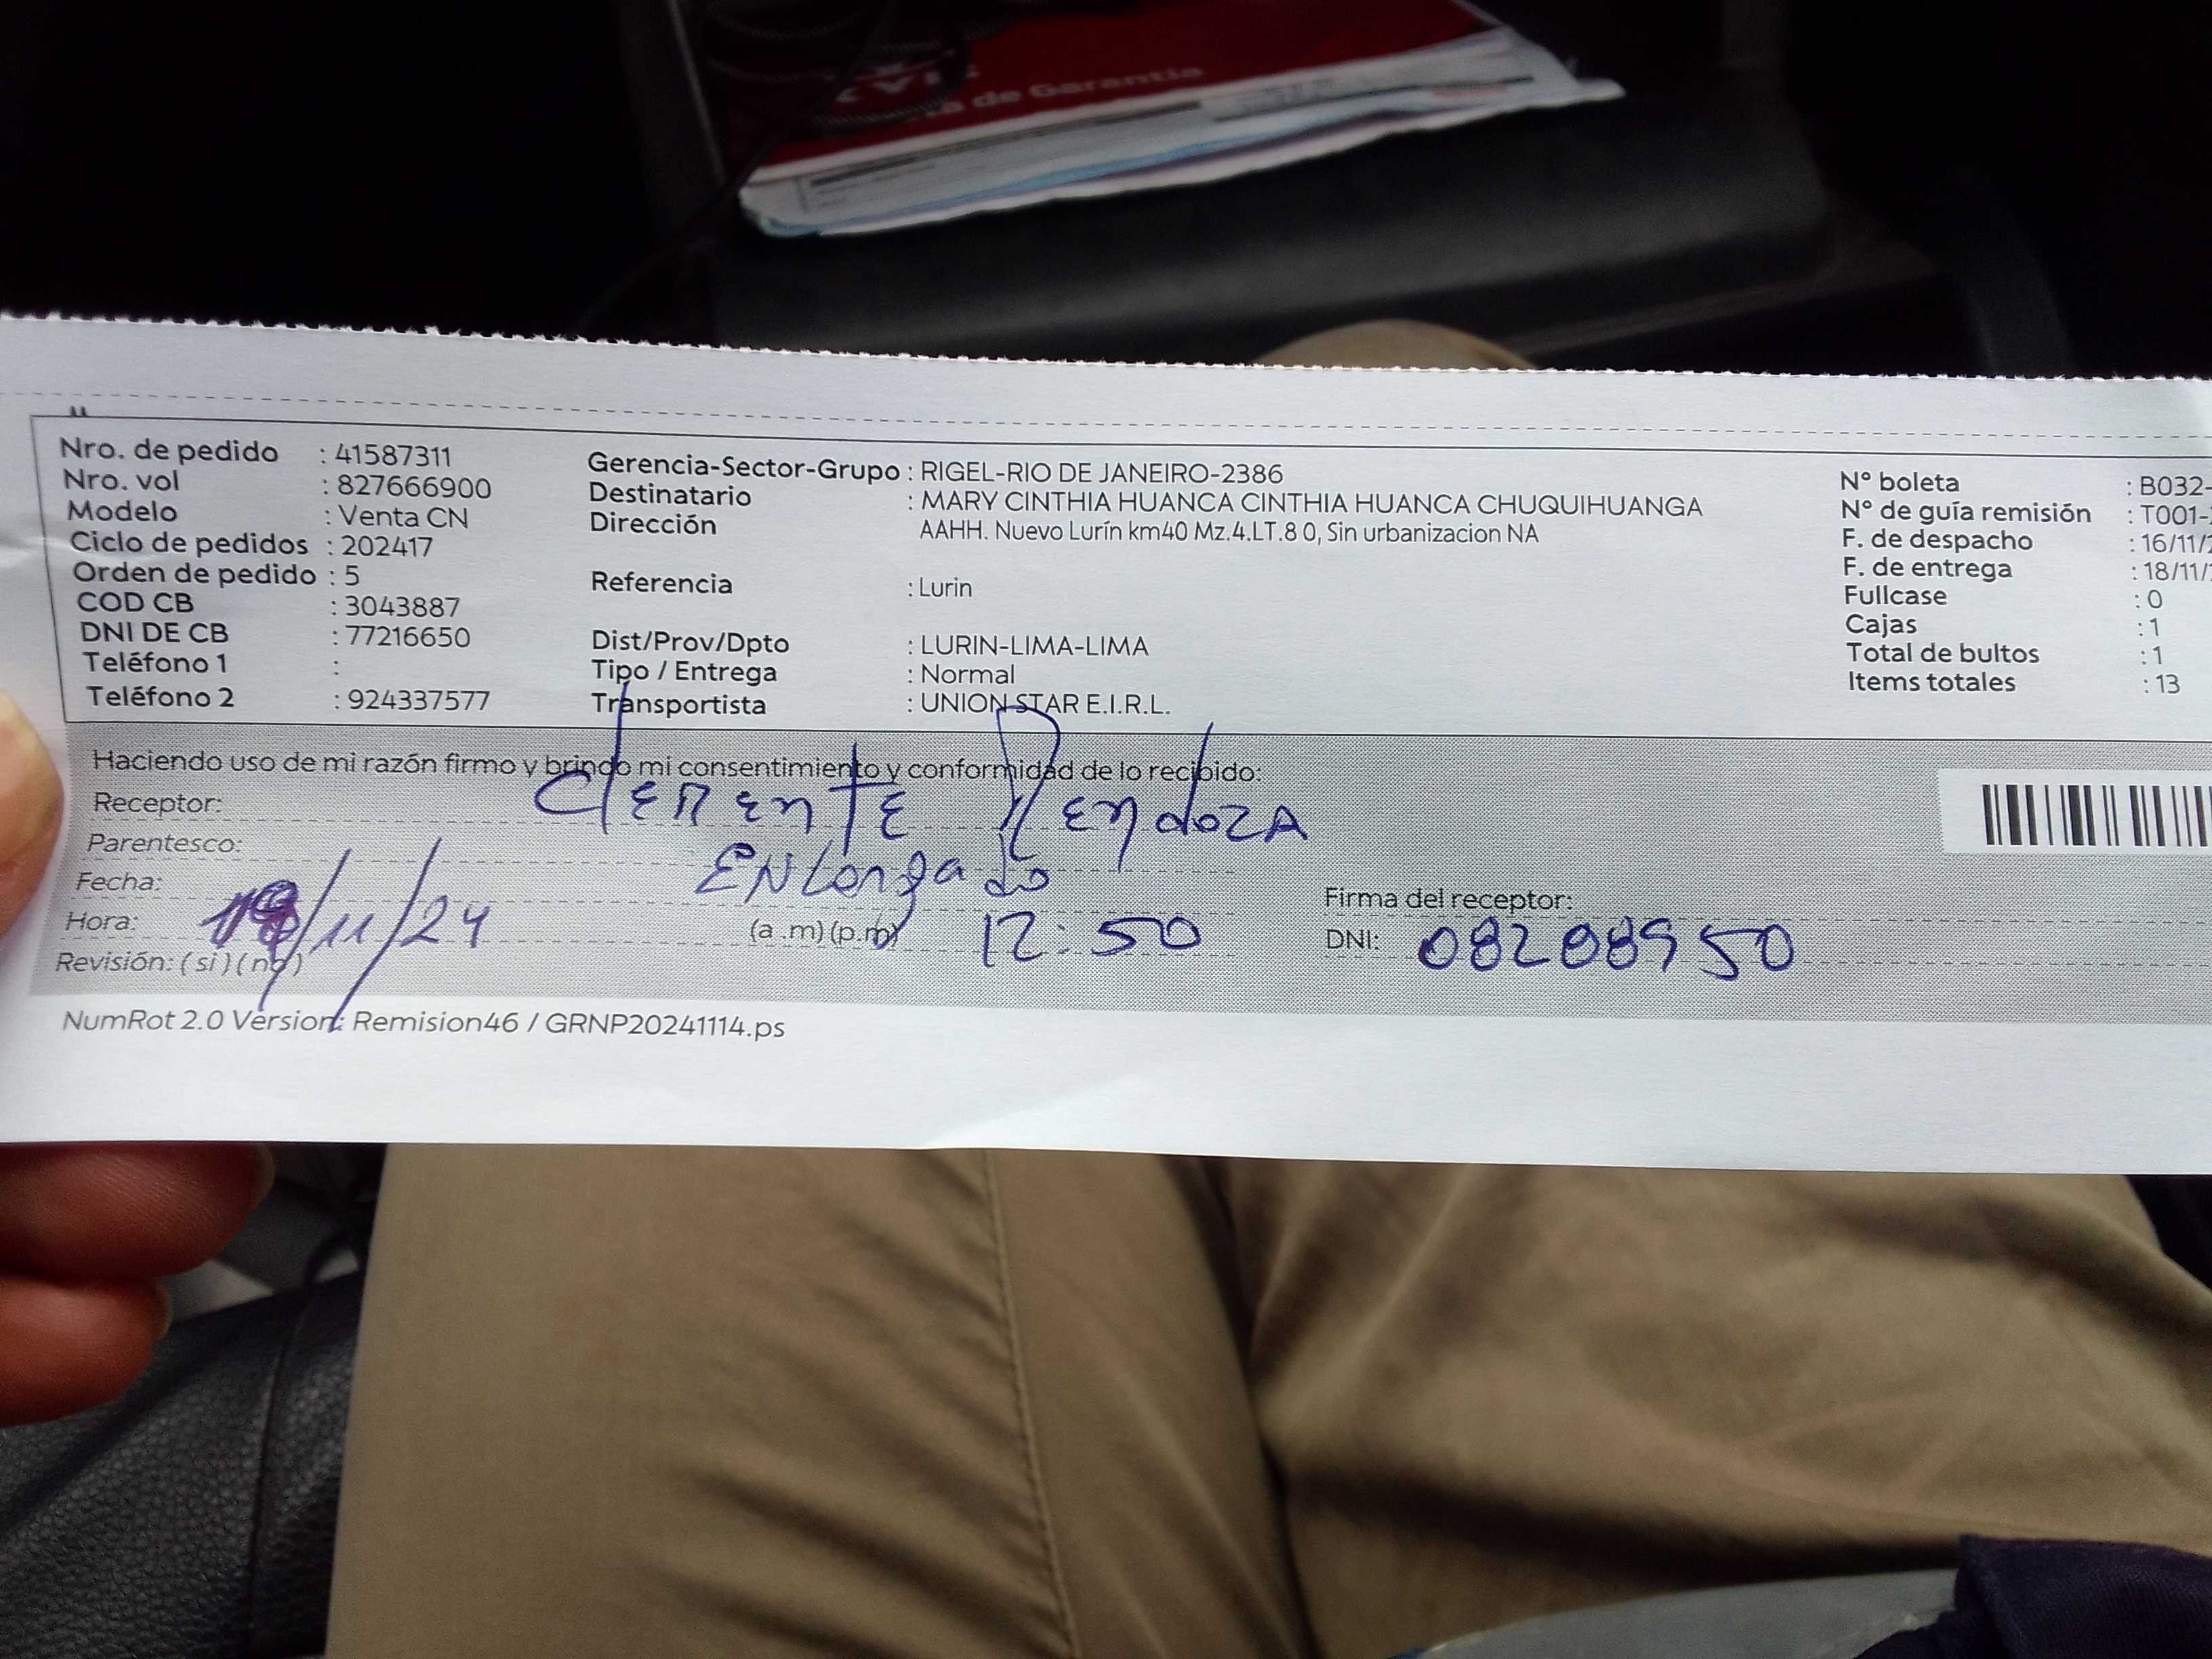 de Garantía
Nro. de pedido : 41587311
Nro. vol : 827666900
Modelo : Venta CN
Ciclo de pedidos : 202417
Orden de pedido : 5
COD CB : 3043887
DNI DE CB : 77216650
Teléfono 1 :
Teléfono 2 : 924337577
Gerencia-Sector-Grupo : RIGEL-RIO DE JANEIRO-2386
Destinatario : MARY CINTHIA HUANCA CINTHIA HUANCA CHUQUIHUANGA
Dirección AAHH. Nuevo Lurín km40 Mz.4.LT.8 0, Sin urbanizacion NA
Referencia : Lurin
Dist/Prov/Dpto : LURIN-LIMA-LIMA
Tipo / Entrega : Normal
Transportista : UNION STAR E.I.R.L.
N° boleta : B032-
N° de guía remisión : T001-
F. de despacho : 16/11/
F. de entrega : 18/11/
Fullcase : 0
Cajas : 1
Total de bultos : 1
Items totales : 13
Haciendo uso de mi razón firmo y brindo mi consentimiento y conformidad de lo recibido:
Receptor: Clemente Mendoza
Parentesco: Encargado
Fecha: /11/24
Hora: (a .m) (p.m) 12:50
Revisión: ( si ) ( no )
Firma del receptor:
DNI: 08208950
NumRot 2.0 Version: Remision46 / GRNP20241114.ps